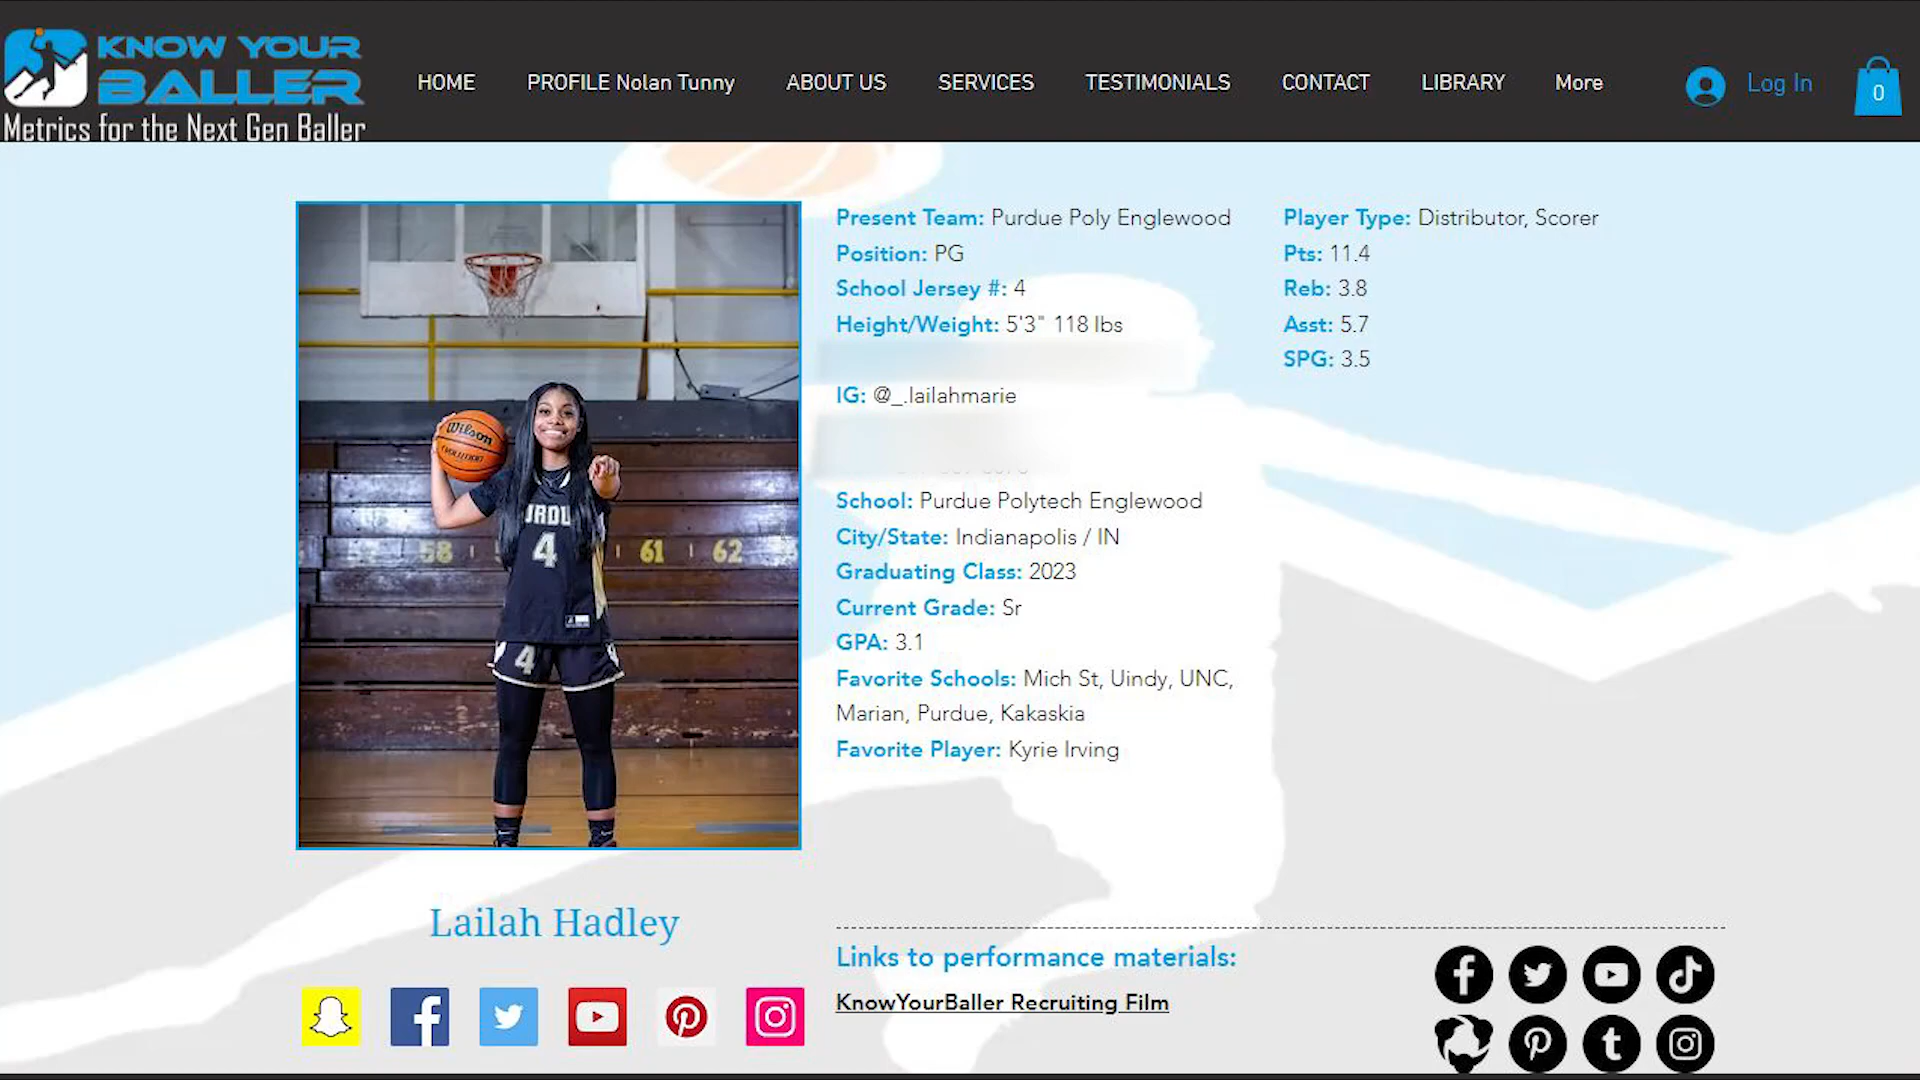 KNOW YOUR
BALLER
Metrics for the Next Gen Baller
HOME
PROFILE Nolan Tunny
ABOUT US
SERVICES
TESTIMONIALS
CONTACT
LIBRARY
More
Log In
0
Wilson
EVOLUTION
URDU
4
4
58
61
62
Present Team: Purdue Poly Englewood
Position: PG
School Jersey #: 4
Height/Weight: 5'3" 118 lbs
IG: @_.lailahmarie
School: Purdue Polytech Englewood
City/State: Indianapolis / IN
Graduating Class: 2023
Current Grade: Sr
GPA: 3.1
Favorite Schools: Mich St, Uindy, UNC,
Marian, Purdue, Kakaskia
Favorite Player: Kyrie Irving
Player Type: Distributor, Scorer
Pts: 11.4
Reb: 3.8
Asst: 5.7
SPG: 3.5
Lailah Hadley
Links to performance materials:
KnowYourBaller Recruiting Film